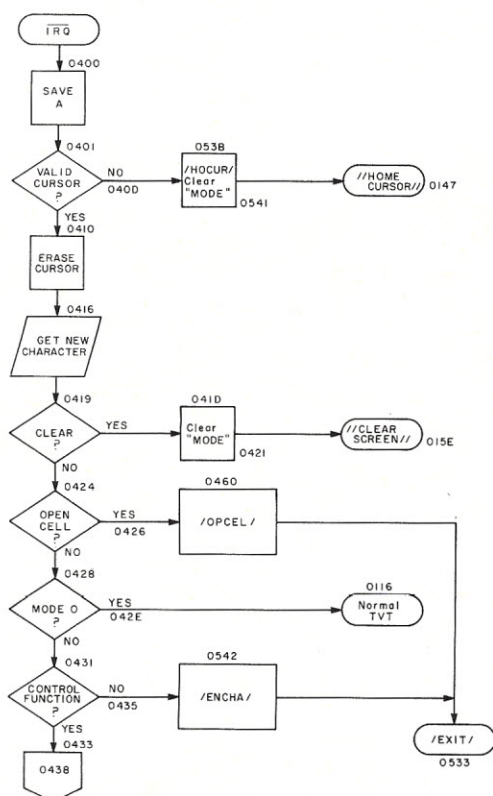 IRQ
0400
SAVE
A
0401
VALID
CURSOR
?
NO
040D
YES
0410
053B
/HOCUR/
Clear
"MODE"
0541
//HOME
CURSOR//
0147
ERASE
CURSOR
0416
GET NEW
CHARACTER
0419
CLEAR
?
YES
NO
041D
Clear
"MODE"
0421
//CLEAR
SCREEN//
015E
0424
OPEN
CELL
?
YES
0426
NO
0460
/OPCEL/
0428
MODE 0
?
YES
042E
NO
0116
Normal
TVT
0431
CONTROL
FUNCTION
?
NO
0435
YES
0433
0542
/ENCHA/
/EXIT/
0533
0438